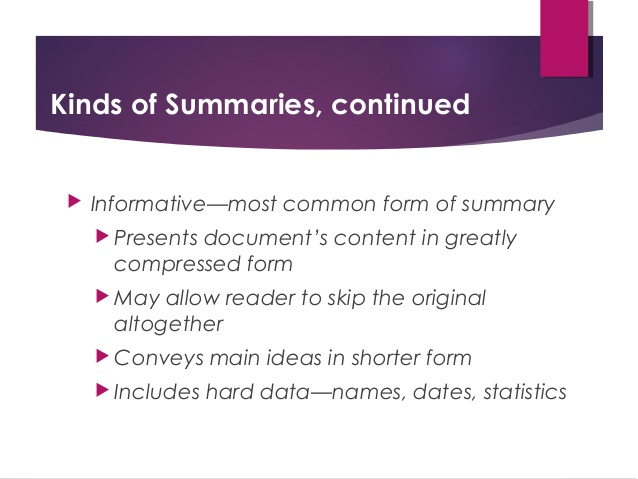 Kinds of Summaries, continued
Informative—most common form of summary
Presents document’s content in greatly
compressed form
May allow reader to skip the original
altogether
Conveys main ideas in shorter form
Includes hard data—names, dates, statistics